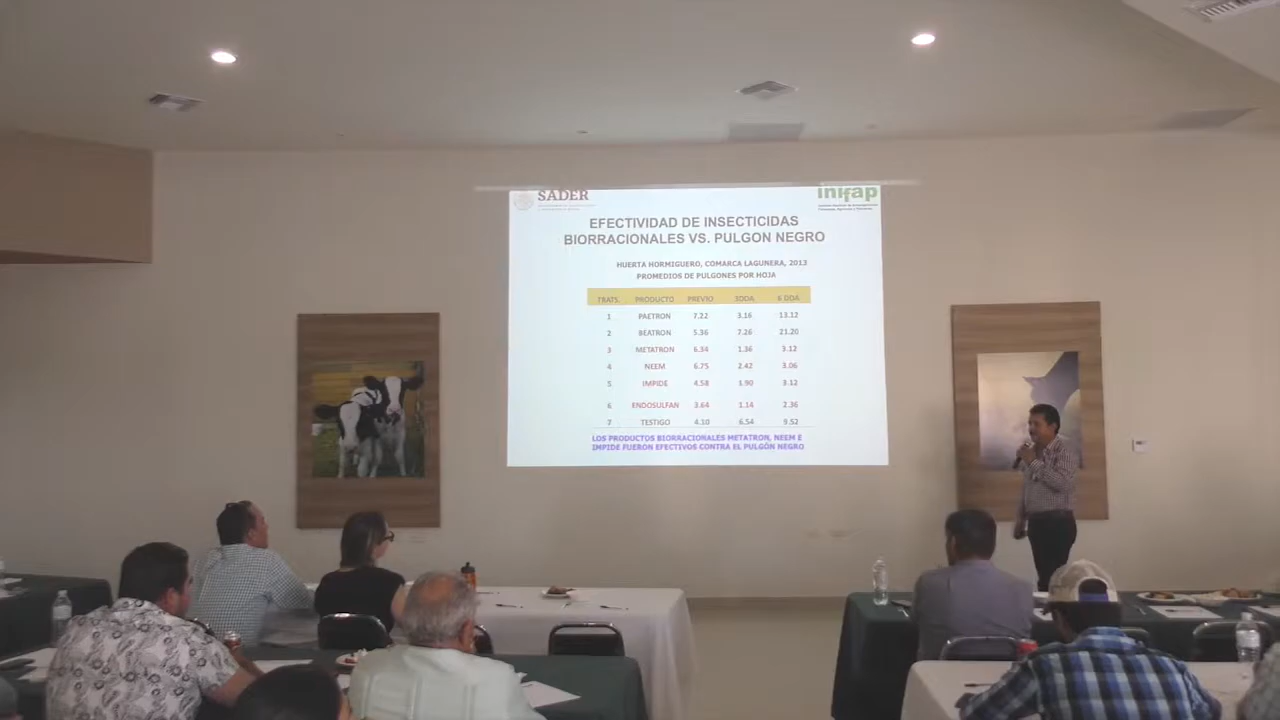 SADER
inifap
EFECTIVIDAD DE INSECTICIDAS
BIORRACIONALES VS. PULGON NEGRO
HUERTA HORMIGUERO, COMARCA LAGUNERA, 2013
PROMEDIOS DE PULGONES POR HOJA
TRATS. PRODUCTO PREVIO 3DDA 6 DDA
1 PAETRON 7.22 3.16 13.12
2 BEATRON 5.36 7.26 21.20
3 METATRON 6.34 1.36 3.12
4 NEEM 6.75 2.42 3.06
5 IMPIDE 4.58 1.90 3.12
6 ENDOSULFAN 3.64 1.14 2.36
7 TESTIGO 4.10 6.54 9.52
LOS PRODUCTOS BIORRACIONALES METATRON, NEEM E
IMPIDE FUERON EFECTIVOS CONTRA EL PULGÓN NEGRO